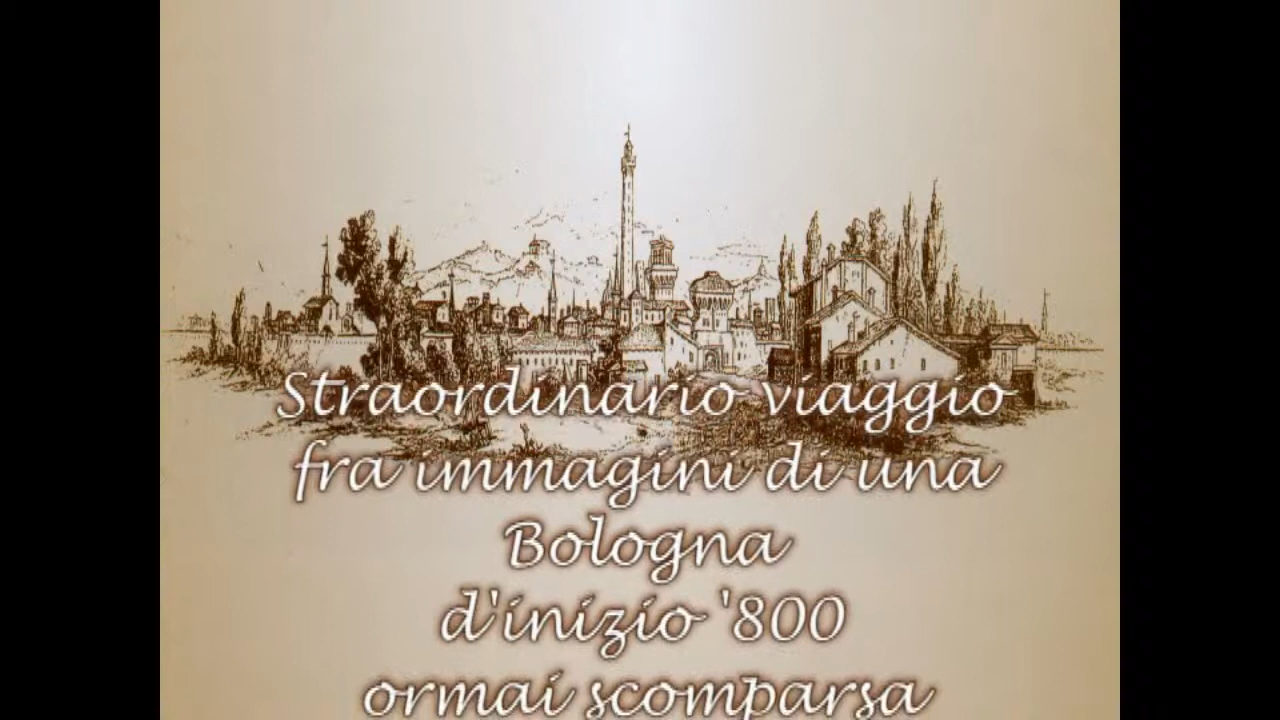 Straordinario viaggio
fra immagini di una
Bologna
d'inizio '800
ormai scomparsa